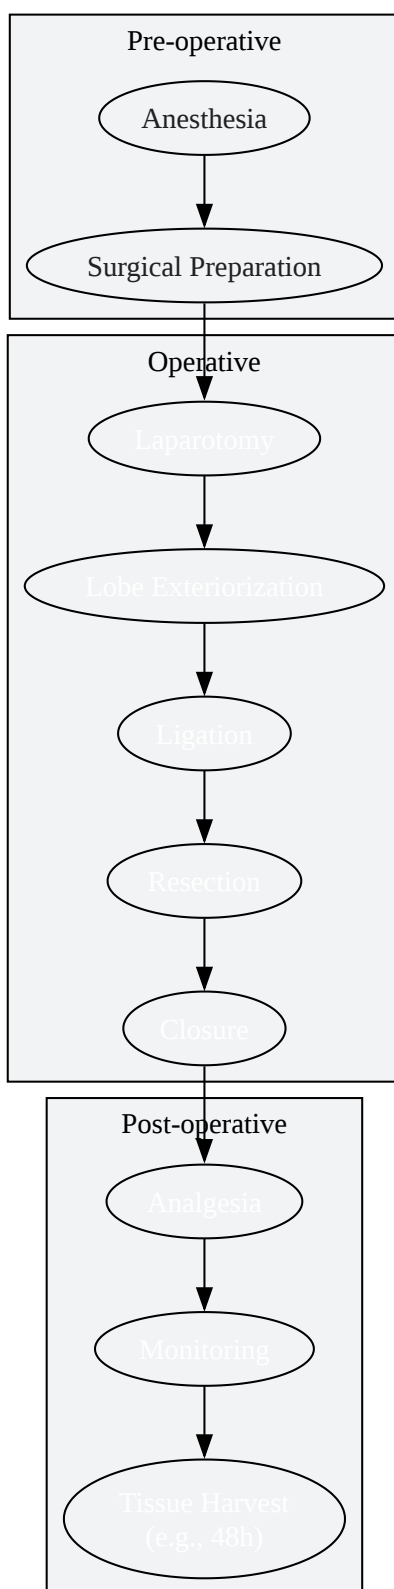 Pre-operative
Anesthesia
Surgical Preparation
Operative
Laparotomy
Lobe Exteriorization
Ligation
Resection
Closure
Post-operative
Analgesia
Monitoring
Tissue Harvest
(e.g., 48h)